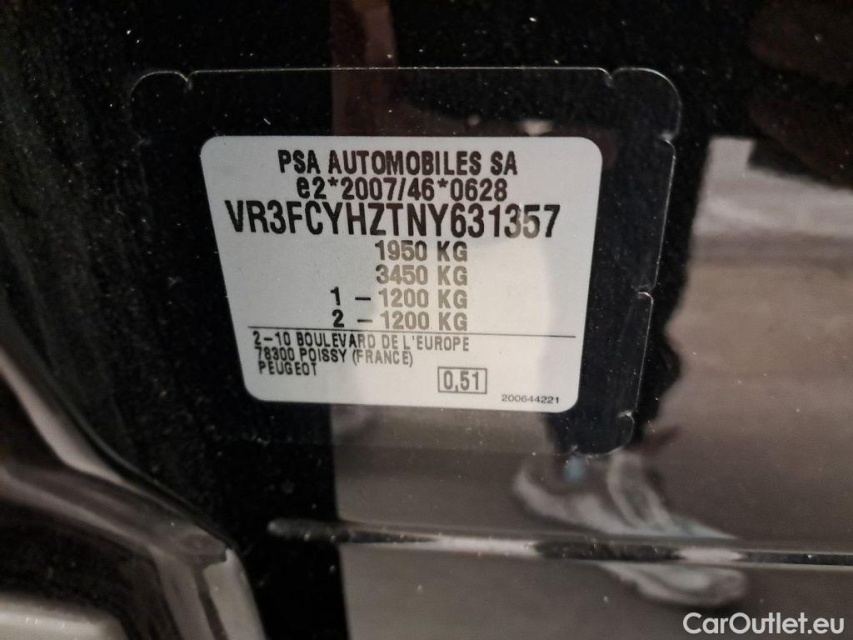 PSA AUTOMOBILES SA
e2*2007/46*0628
VR3FCYHZTNY631357
1950 KG
3450 KG
1 - 1200 KG
2 - 1200 KG
2-10 BOULEVARD DE L'EUROPE
78300 POISSY (FRANCE)
PEUGEOT
0,51
200644221
CarOutlet.eu